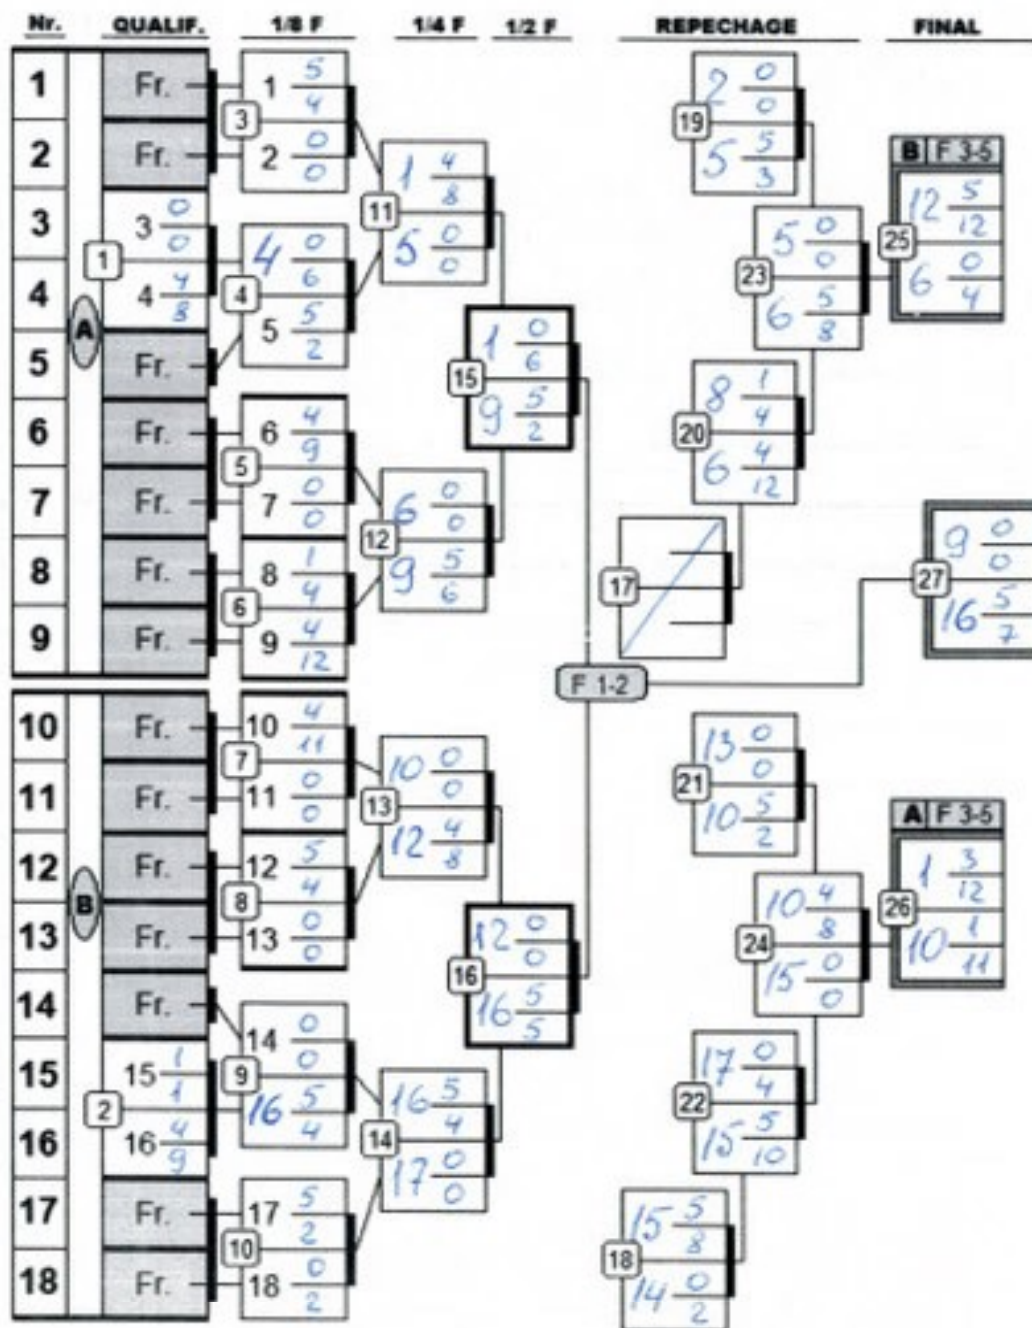 Nr. QUALIF. 1/8 F 1/4 F 1/2 F REPECHAGE FINAL
1 Fr.
2 Fr.
3
4
5 Fr.
6 Fr.
7 Fr.
8 Fr.
9 Fr.
10 Fr.
11 Fr.
12 Fr.
13 Fr.
14 Fr.
15
16
17 Fr.
18 Fr.
A
B
1
3 0 0
4 4 8
2
15 1 1
16 4 9
3
1 5 4
2 0 0
4
4 0 6
5 5 2
5
6 4 9
7 0 0
6
8 1 4
9 4 12
7
10 4 11
11 0 0
8
12 5 4
13 0 0
9
14 0 0
16 5 4
10
17 5 2
18 0 2
11
1 4 8
5 0 0
12
6 0 0
9 5 6
13
10 0 0
12 4 8
14
16 5 4
17 0 0
15
1 0 6
9 5 2
16
12 0 0
16 5 5
F 1-2
19
2 0 0
5 5 3
20
8 1 4
6 4 12
17
21
13 0 0
10 5 2
22
17 0 4
15 5 10
18
15 5 8
14 0 2
23
5 0 0
6 5 8
24
10 4 8
15 0 0
B F 3-5
25
12 5 12
6 0 4
27
9 0 0
16 5 7
A F 3-5
26
1 3 12
10 1 11